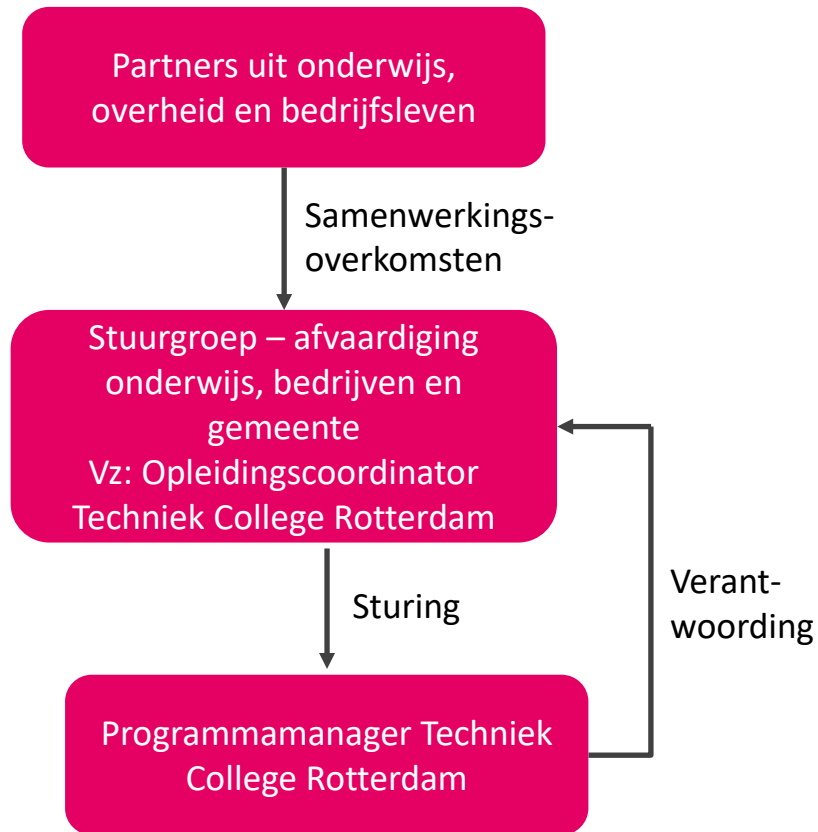 Partners uit onderwijs,
overheid en bedrijfsleven
Samenwerkings-
overkomsten
Stuurgroep – afvaardiging
onderwijs, bedrijven en
gemeente
Vz: Opleidingscoordinator
Techniek College Rotterdam
Sturing
Verant-
woording
Programmamanager Techniek
College Rotterdam